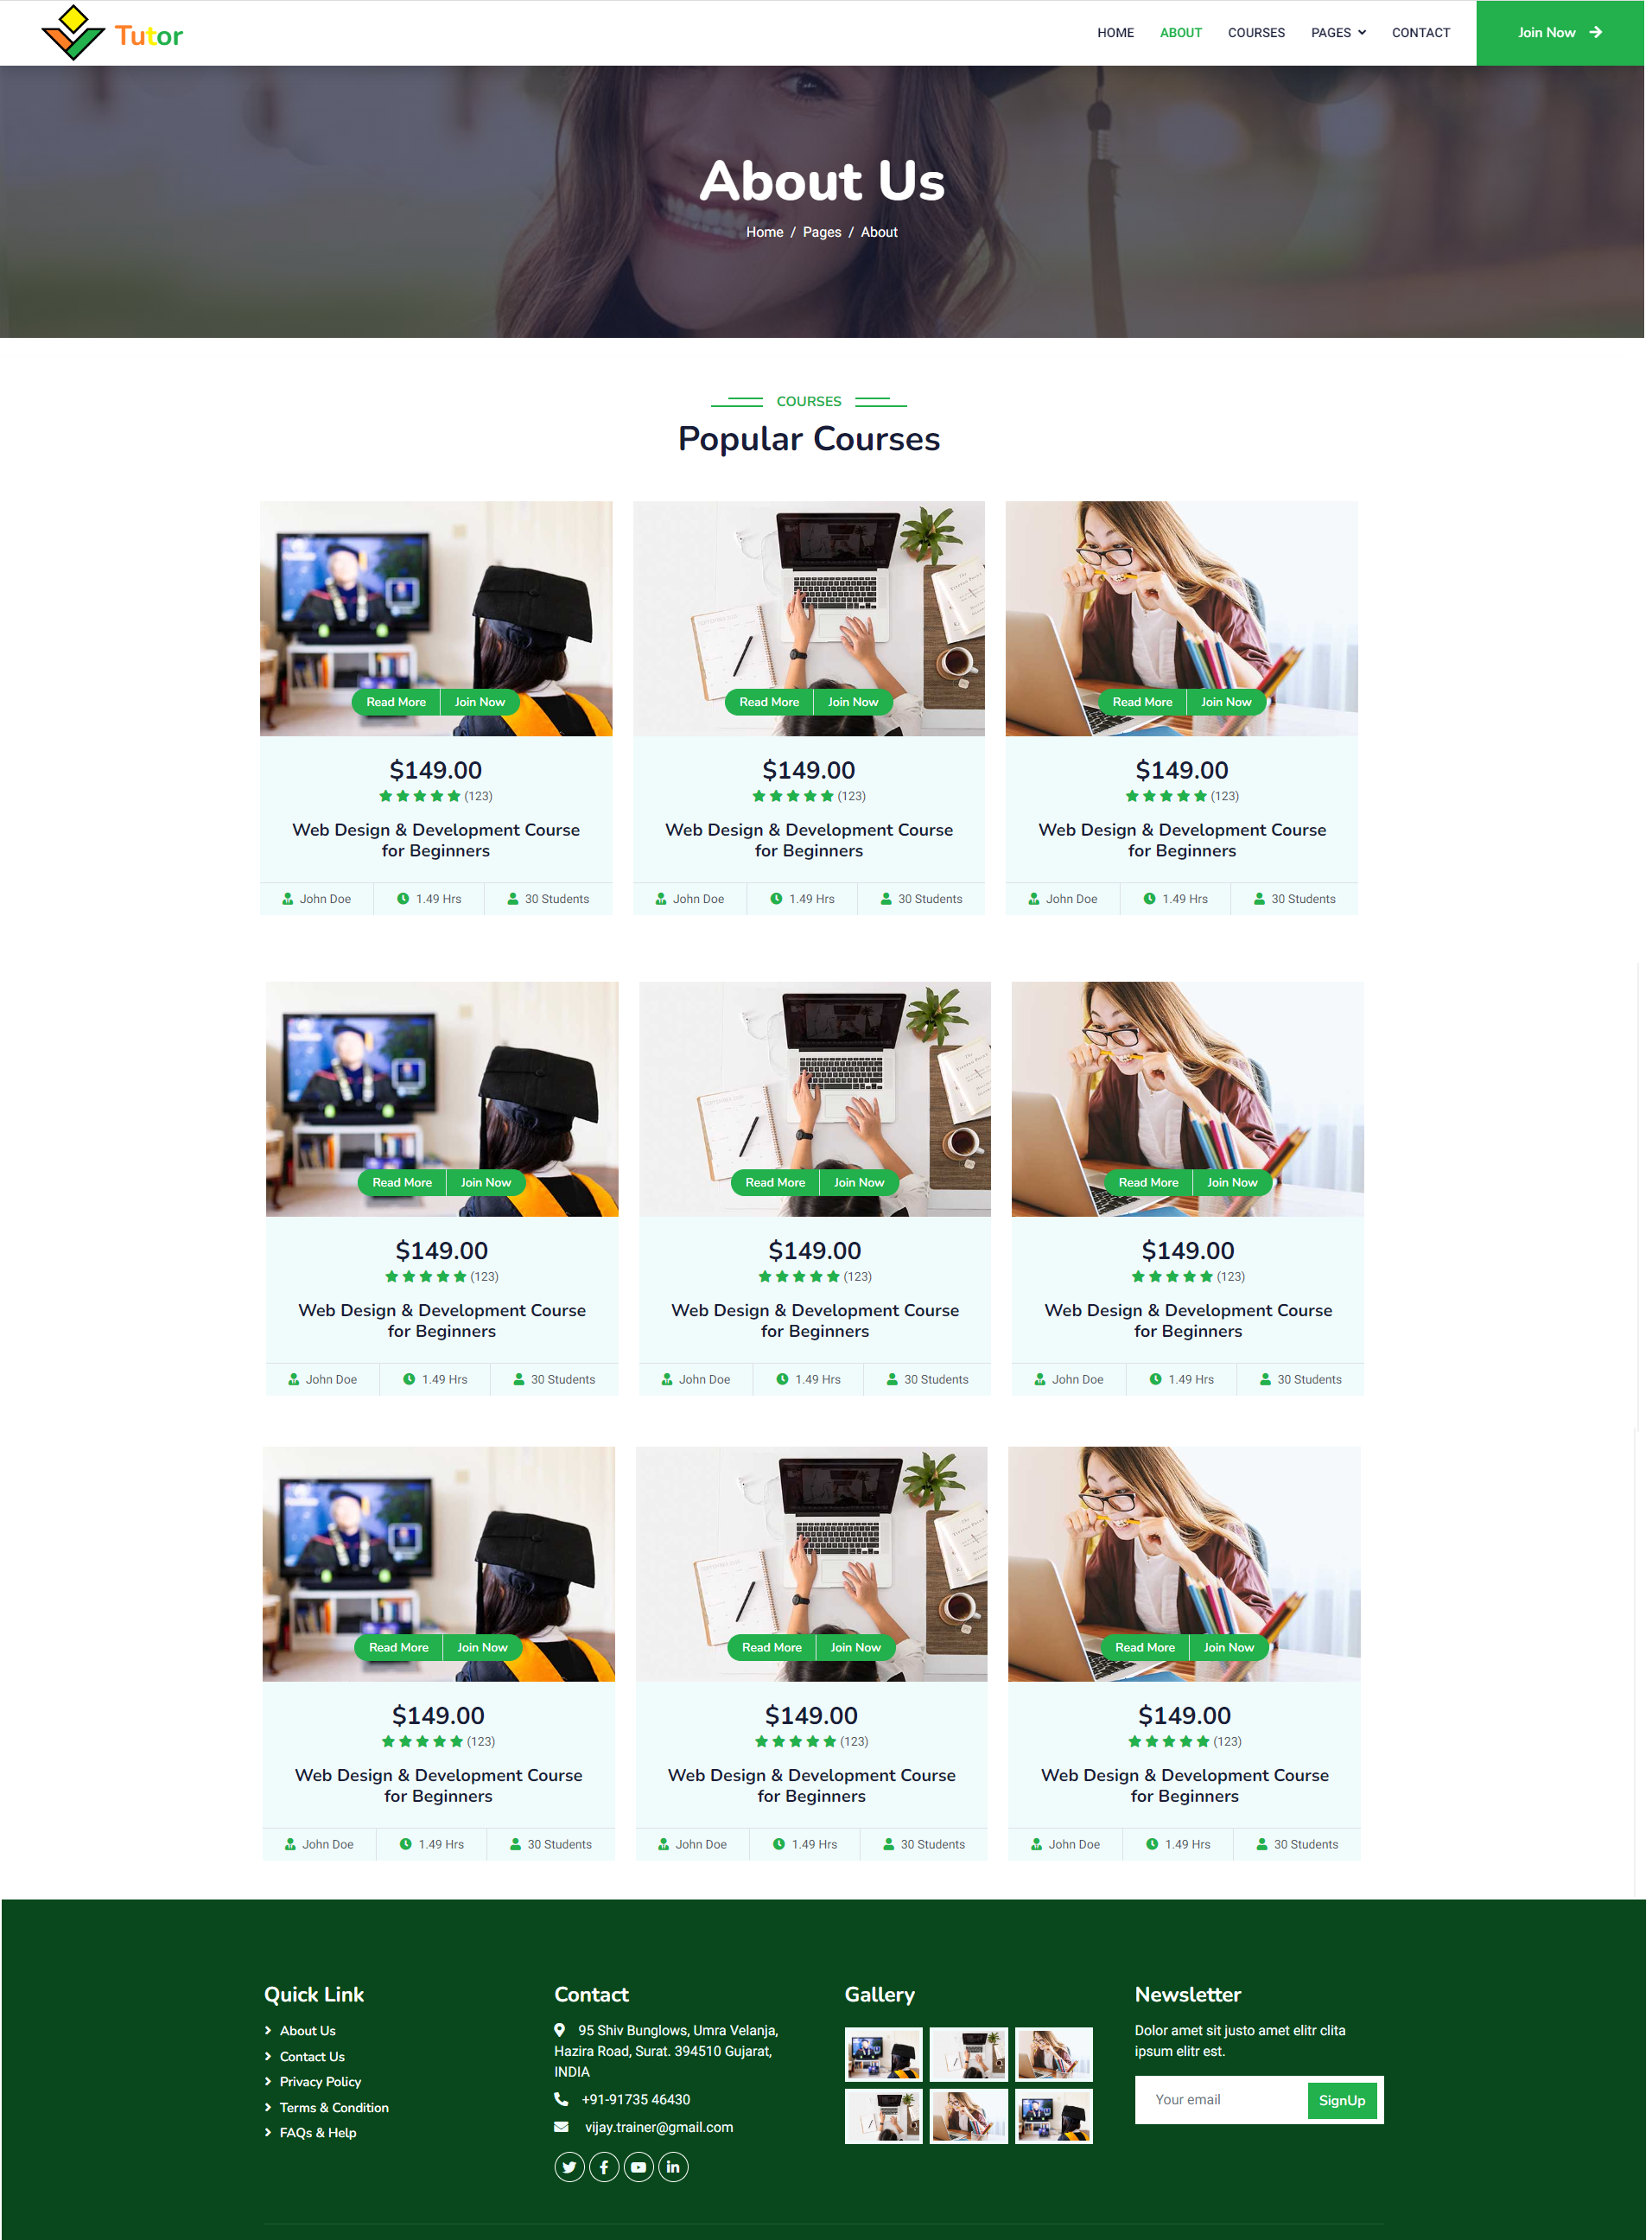 Tutor
HOME ABOUT COURSES PAGES CONTACT Join Now
About Us
Home / Pages / About
COURSES
Popular Courses
Read More Join Now Read More Join Now Read More Join Now
$149.00 $149.00 $149.00
(123) (123) (123)
Web Design & Development Course Web Design & Development Course Web Design & Development Course
for Beginners for Beginners for Beginners
John Doe 1.49 Hrs 30 Students John Doe 1.49 Hrs 30 Students John Doe 1.49 Hrs 30 Students
Read More Join Now Read More Join Now Read More Join Now
$149.00 $149.00 $149.00
(123) (123) (123)
Web Design & Development Course Web Design & Development Course Web Design & Development Course
for Beginners for Beginners for Beginners
John Doe 1.49 Hrs 30 Students John Doe 1.49 Hrs 30 Students John Doe 1.49 Hrs 30 Students
Read More Join Now Read More Join Now Read More Join Now
$149.00 $149.00 $149.00
(123) (123) (123)
Web Design & Development Course Web Design & Development Course Web Design & Development Course
for Beginners for Beginners for Beginners
John Doe 1.49 Hrs 30 Students John Doe 1.49 Hrs 30 Students John Doe 1.49 Hrs 30 Students
Quick Link
About Us
Contact Us
Privacy Policy
Terms & Condition
FAQs & Help
Contact
95 Shiv Bunglows, Umra Velanja,
Hazira Road, Surat. 394510 Gujarat,
INDIA
+91-91735 46430
vijay.trainer@gmail.com
Gallery
Newsletter
Dolor amet sit justo amet elitr clita
ipsum elitr est.
Your email SignUp